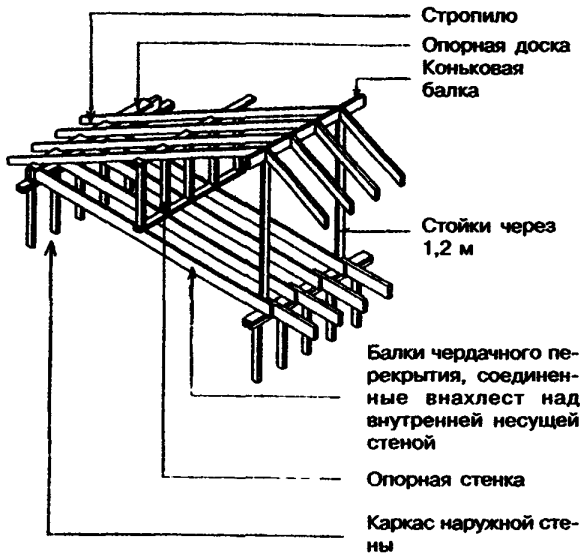 Стропило
Опорная доска
Коньковая
балка
Стойки через
1,2 м
Балки чердачного пе-
рекрытия, соединен-
ные внахлест над
внутренней несущей
стеной
Опорная стенка
Каркас наружной сте-
ны